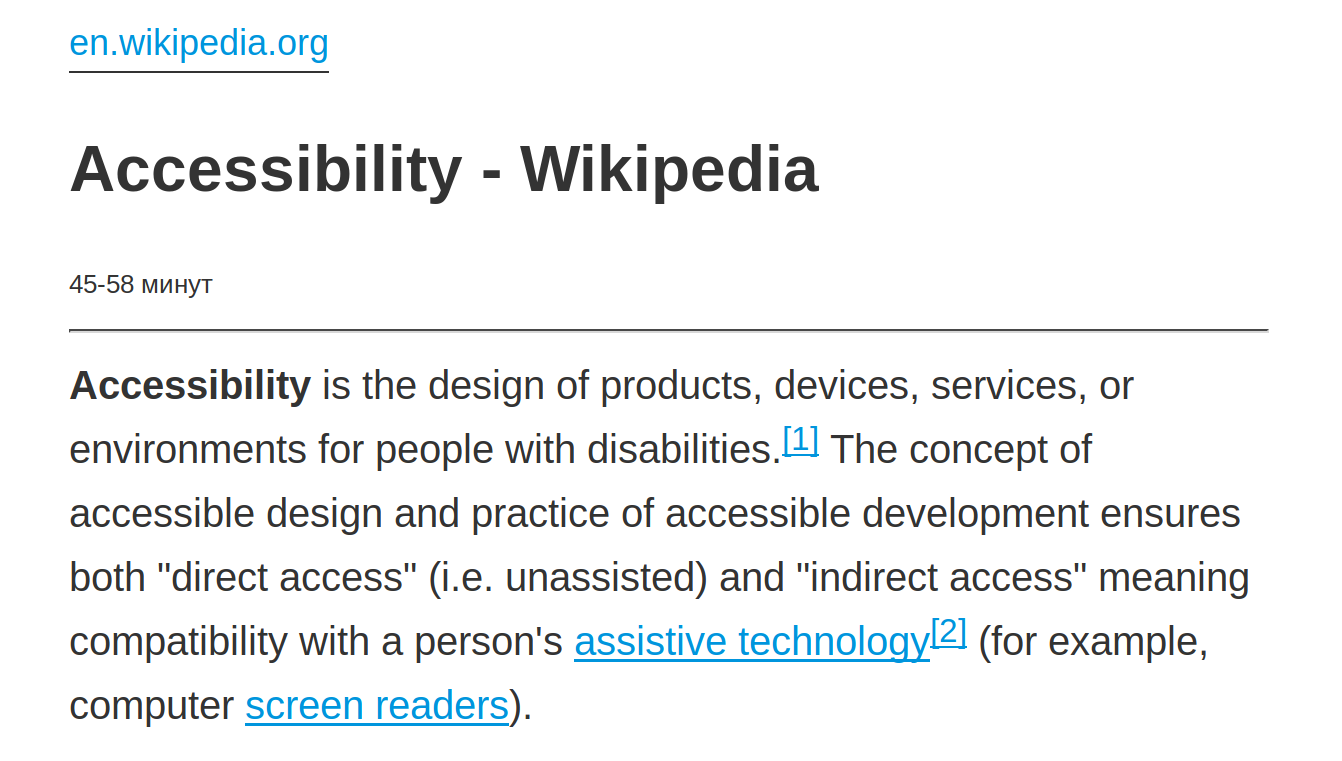 en.wikipedia.org
Accessibility - Wikipedia
45-58 минут
Accessibility is the design of products, devices, services, or
environments for people with disabilities.[1] The concept of
accessible design and practice of accessible development ensures
both "direct access" (i.e. unassisted) and "indirect access" meaning
compatibility with a person's assistive technology[2] (for example,
computer screen readers).